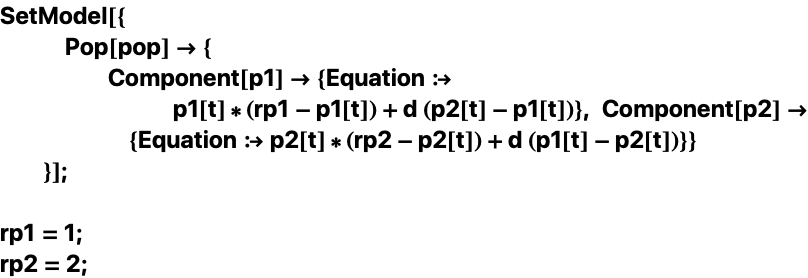 SetModel[{
Pop[pop] → {
Component[p1] → {Equation :→
p1[t] * (rp1 − p1[t]) + d (p2[t] − p1[t])}, Component[p2] →
{Equation :→ p2[t] * (rp2 − p2[t]) + d (p1[t] − p2[t])}}
}];
rp1 = 1;
rp2 = 2;